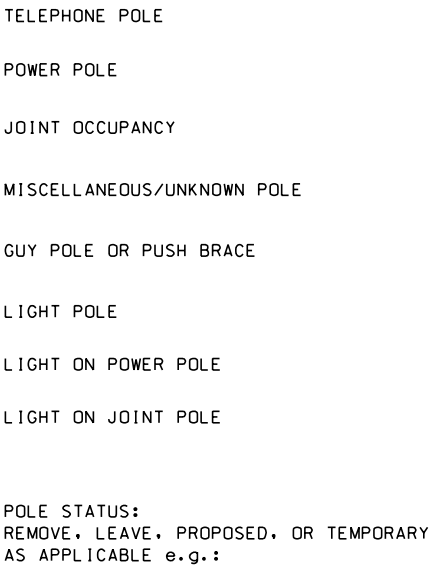 TELEPHONE POLE
POWER POLE
JOINT OCCUPANCY
MISCELLANEOUS/UNKNOWN POLE
GUY POLE OR PUSH BRACE
LIGHT POLE
LIGHT ON POWER POLE
LIGHT ON JOINT POLE
POLE STATUS:
REMOVE, LEAVE, PROPOSED, OR TEMPORARY
AS APPLICABLE e.g.: